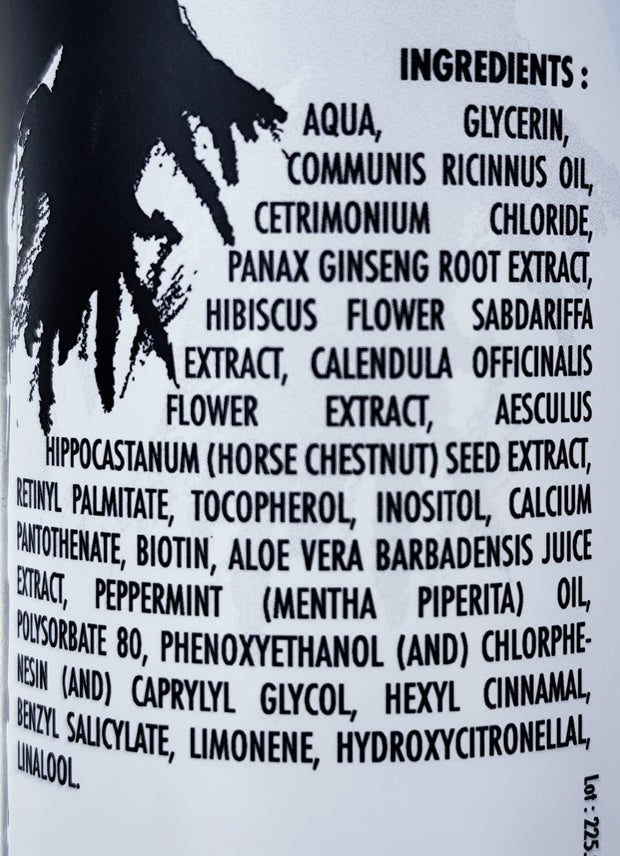 INGREDIENTS :
AQUA, GLYCERIN,
COMMUNIS RICINNUS OIL,
CETRIMONIUM CHLORIDE,
PANAX GINSENG ROOT EXTRACT,
HIBISCUS FLOWER SABDARIFFA
EXTRACT, CALENDULA OFFICINALIS
FLOWER EXTRACT, AESCULUS
HIPPOCASTANUM (HORSE CHESTNUT) SEED EXTRACT,
RETINYL PALMITATE, TOCOPHEROL, INOSITOL, CALCIUM
PANTOTHENATE, BIOTIN, ALOE VERA BARBADENSIS JUICE
EXTRACT, PEPPERMINT (MENTHA PIPERITA) OIL,
POLYSORBATE 80, PHENOXYETHANOL (AND) CHLORPHE-
NESIN (AND) CAPRYLYL GLYCOL, HEXYL CINNAMAL,
BENZYL SALICYLATE, LIMONENE, HYDROXYCITRONELLAL,
LINALOOL.
Lot : 225